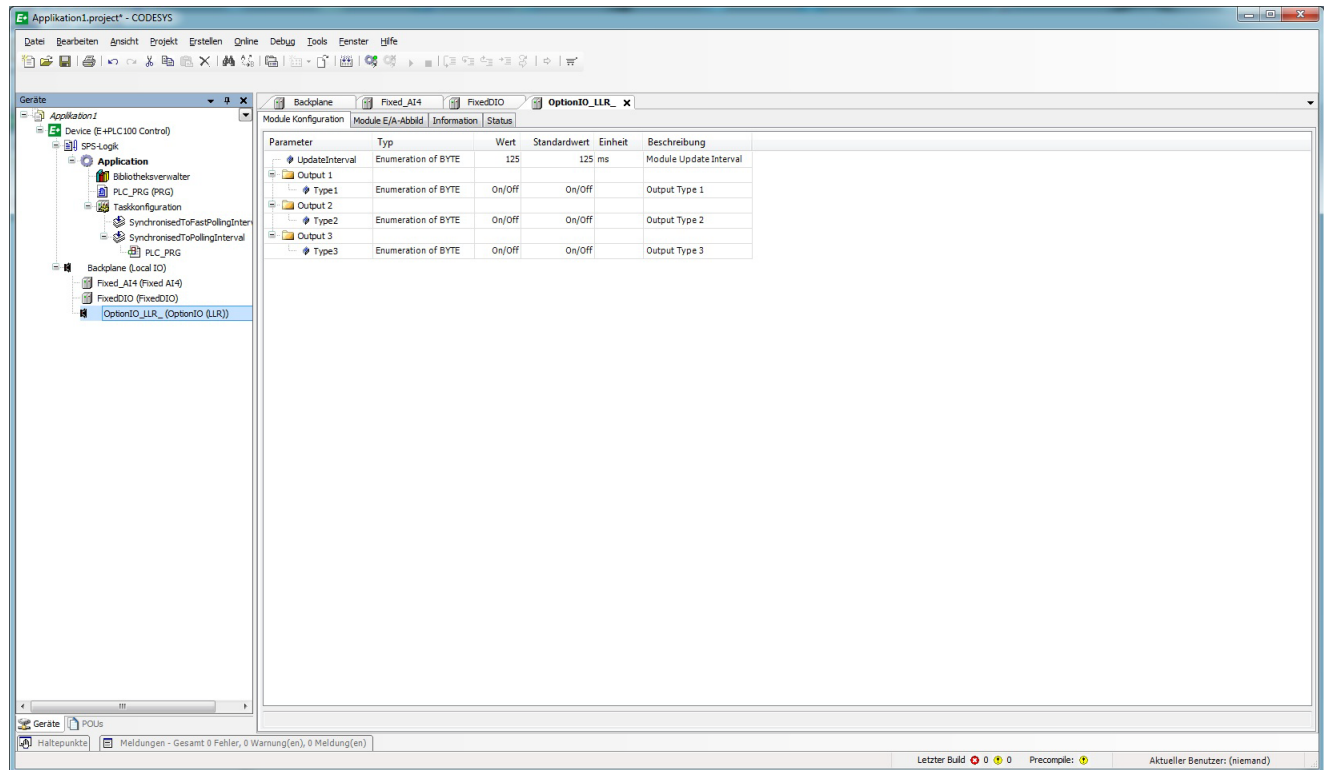 Applikation1.project* - CODESYS
Datei Bearbeiten Ansicht Projekt Erstellen Online Debug Tools Fenster Hilfe
Geräte
Applikation1
Device (E+PLC100 Control)
SPS-Logik
Application
Bibliotheksverwalter
PLC_PRG (PRG)
Taskkonfiguration
SynchronisedToFastPollingInter
SynchronisedToPollingInterval
PLC_PRG
Backplane (Local IO)
Fixed_AI4 (Fixed AI4)
FixedDIO (FixedDIO)
OptionIO_LLR_ (OptionIO (LLR))
Geräte POUs
Backplane Fixed_AI4 FixedDIO OptionIO_LLR_
Module Konfiguration Module E/A-Abbild Information Status
Parameter Typ Wert Standardwert Einheit Beschreibung
UpdateInterval Enumeration of BYTE 125 125 ms Module Update Interval
Output 1
Type1 Enumeration of BYTE On/Off On/Off Output Type 1
Output 2
Type2 Enumeration of BYTE On/Off On/Off Output Type 2
Output 3
Type3 Enumeration of BYTE On/Off On/Off Output Type 3
Haltepunkte Meldungen - Gesamt 0 Fehler, 0 Warnung(en), 0 Meldung(en)
Letzter Build 0 0 Precompile: Aktueller Benutzer: (niemand)